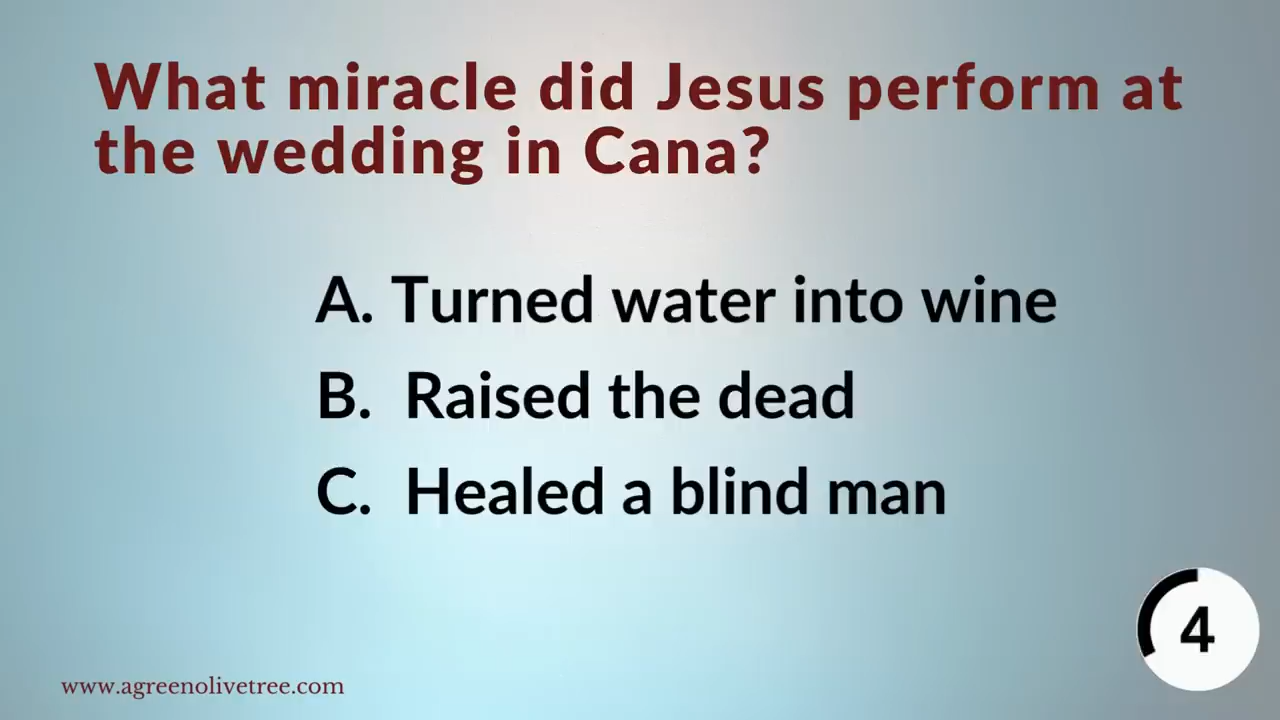 What miracle did Jesus perform at
the wedding in Cana?
A. Turned water into wine
B. Raised the dead
C. Healed a blind man
4
www.agreenolivetree.com